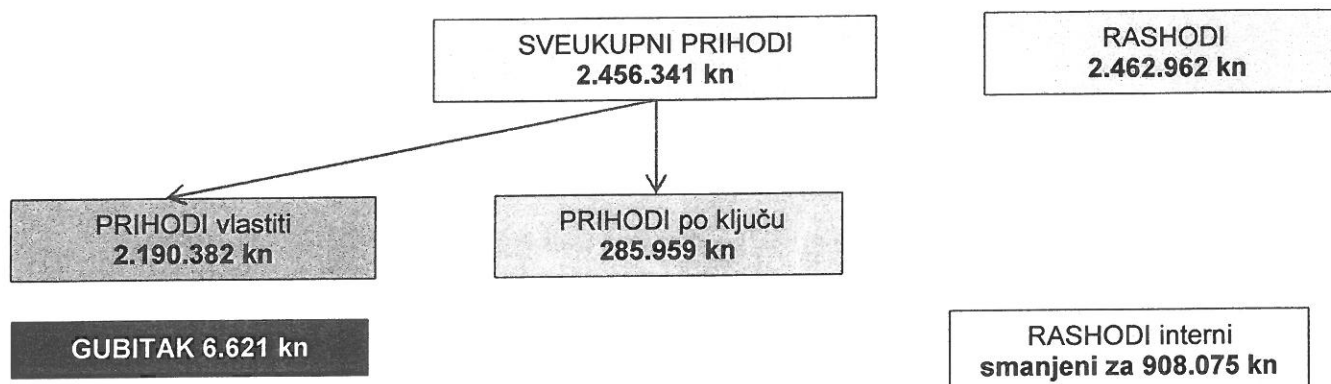 SVEUKUPNI PRIHODI
2.456.341 kn
RASHODI
2.462.962 kn
PRIHODI vlastiti
2.190.382 kn
PRIHODI po ključu
285.959 kn
GUBITAK 6.621 kn
RASHODI interni
smanjeni za 908.075 kn